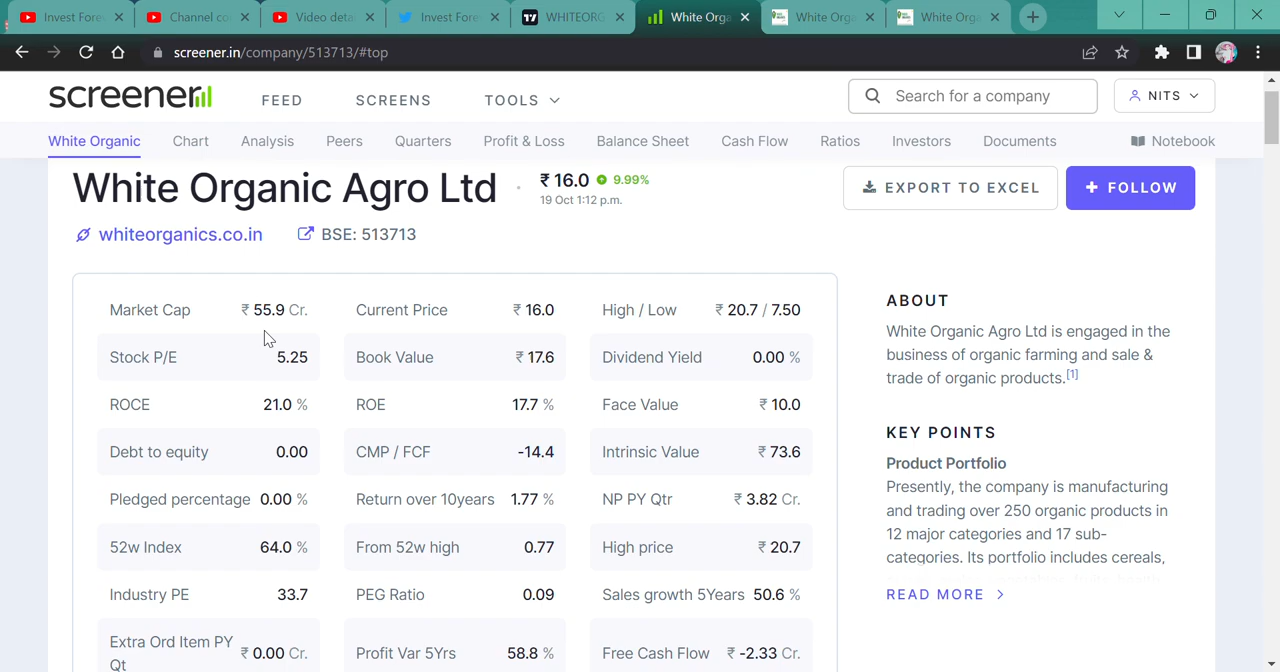 Invest Fore
Channel co
Video deta
Invest Fore
WHITEORG
White Orga
White Orga
White Orga
screener.in/company/513713/#top
screener
FEED
SCREENS
TOOLS
Search for a company
NITS
White Organic
Chart
Analysis
Peers
Quarters
Profit & Loss
Balance Sheet
Cash Flow
Ratios
Investors
Documents
Notebook
White Organic Agro Ltd
₹ 16.0 9.99%
19 Oct 1:12 p.m.
EXPORT TO EXCEL
+ FOLLOW
whiteorganics.co.in
BSE: 513713
Market Cap ₹ 55.9 Cr.
Current Price ₹ 16.0
High / Low ₹ 20.7 / 7.50
Stock P/E 5.25
Book Value ₹ 17.6
Dividend Yield 0.00 %
ROCE 21.0 %
ROE 17.7 %
Face Value ₹ 10.0
Debt to equity 0.00
CMP / FCF -14.4
Intrinsic Value ₹ 73.6
Pledged percentage 0.00 %
Return over 10years 1.77 %
NP PY Qtr ₹ 3.82 Cr.
52w Index 64.0 %
From 52w high 0.77
High price ₹ 20.7
Industry PE 33.7
PEG Ratio 0.09
Sales growth 5Years 50.6 %
Extra Ord Item PY
Qt
₹ 0.00 Cr.
Profit Var 5Yrs 58.8 %
Free Cash Flow ₹ -2.33 Cr.
ABOUT
White Organic Agro Ltd is engaged in the
business of organic farming and sale &
trade of organic products.[1]
KEY POINTS
Product Portfolio
Presently, the company is manufacturing
and trading over 250 organic products in
12 major categories and 17 sub-
categories. Its portfolio includes cereals,
READ MORE >